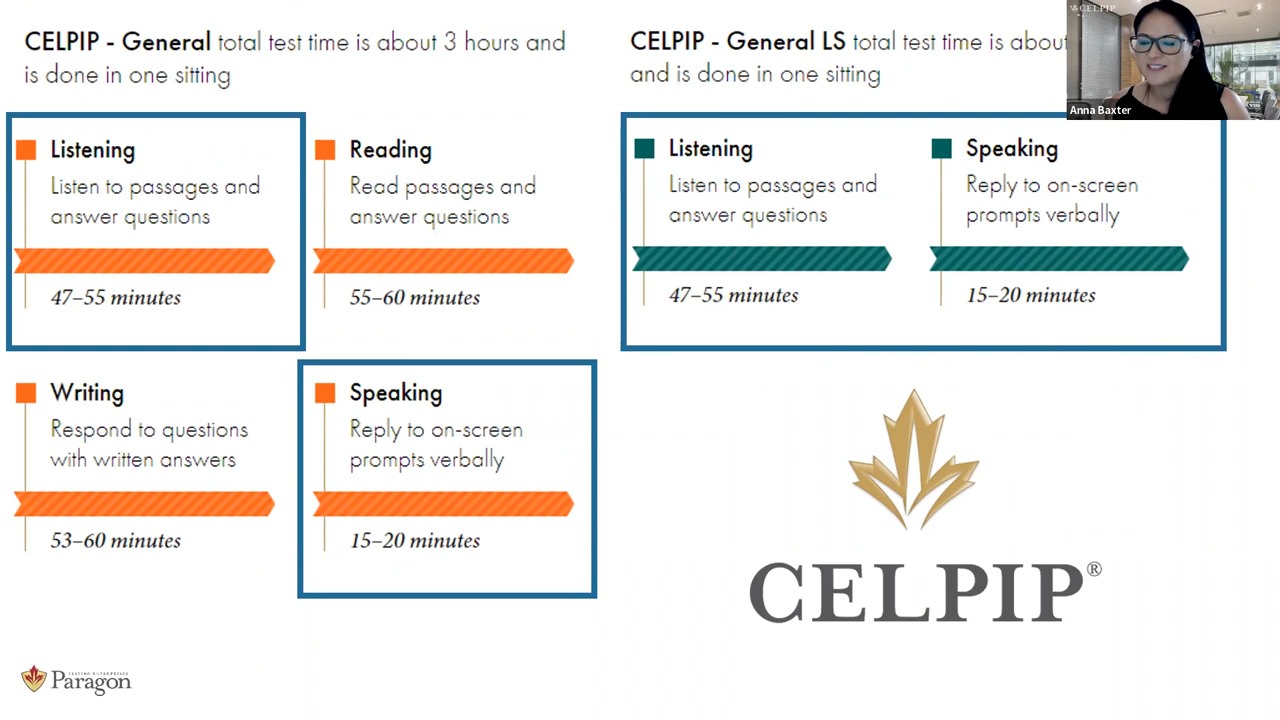 CELPIP - General total test time is about 3 hours and
is done in one sitting
Listening
Listen to passages and
answer questions
47–55 minutes
Reading
Read passages and
answer questions
55–60 minutes
Writing
Respond to questions
with written answers
53–60 minutes
Speaking
Reply to on-screen
prompts verbally
15–20 minutes
CELPIP - General LS total test time is about
and is done in one sitting
Listening
Listen to passages and
answer questions
47–55 minutes
Speaking
Reply to on-screen
prompts verbally
15–20 minutes
CELPIP
Anna Baxter
CELPIP®
Paragon